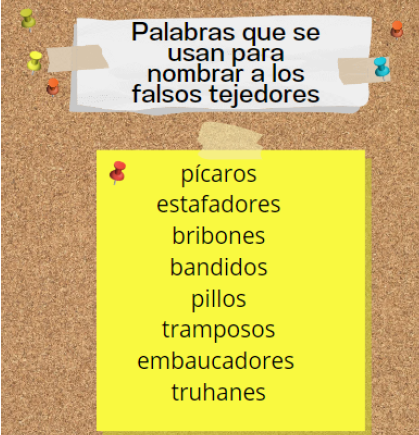 Palabras que se
usan para
nombrar a los
falsos tejedores
pícaros
estafadores
bribones
bandidos
pillos
tramposos
embaucadores
truhanes